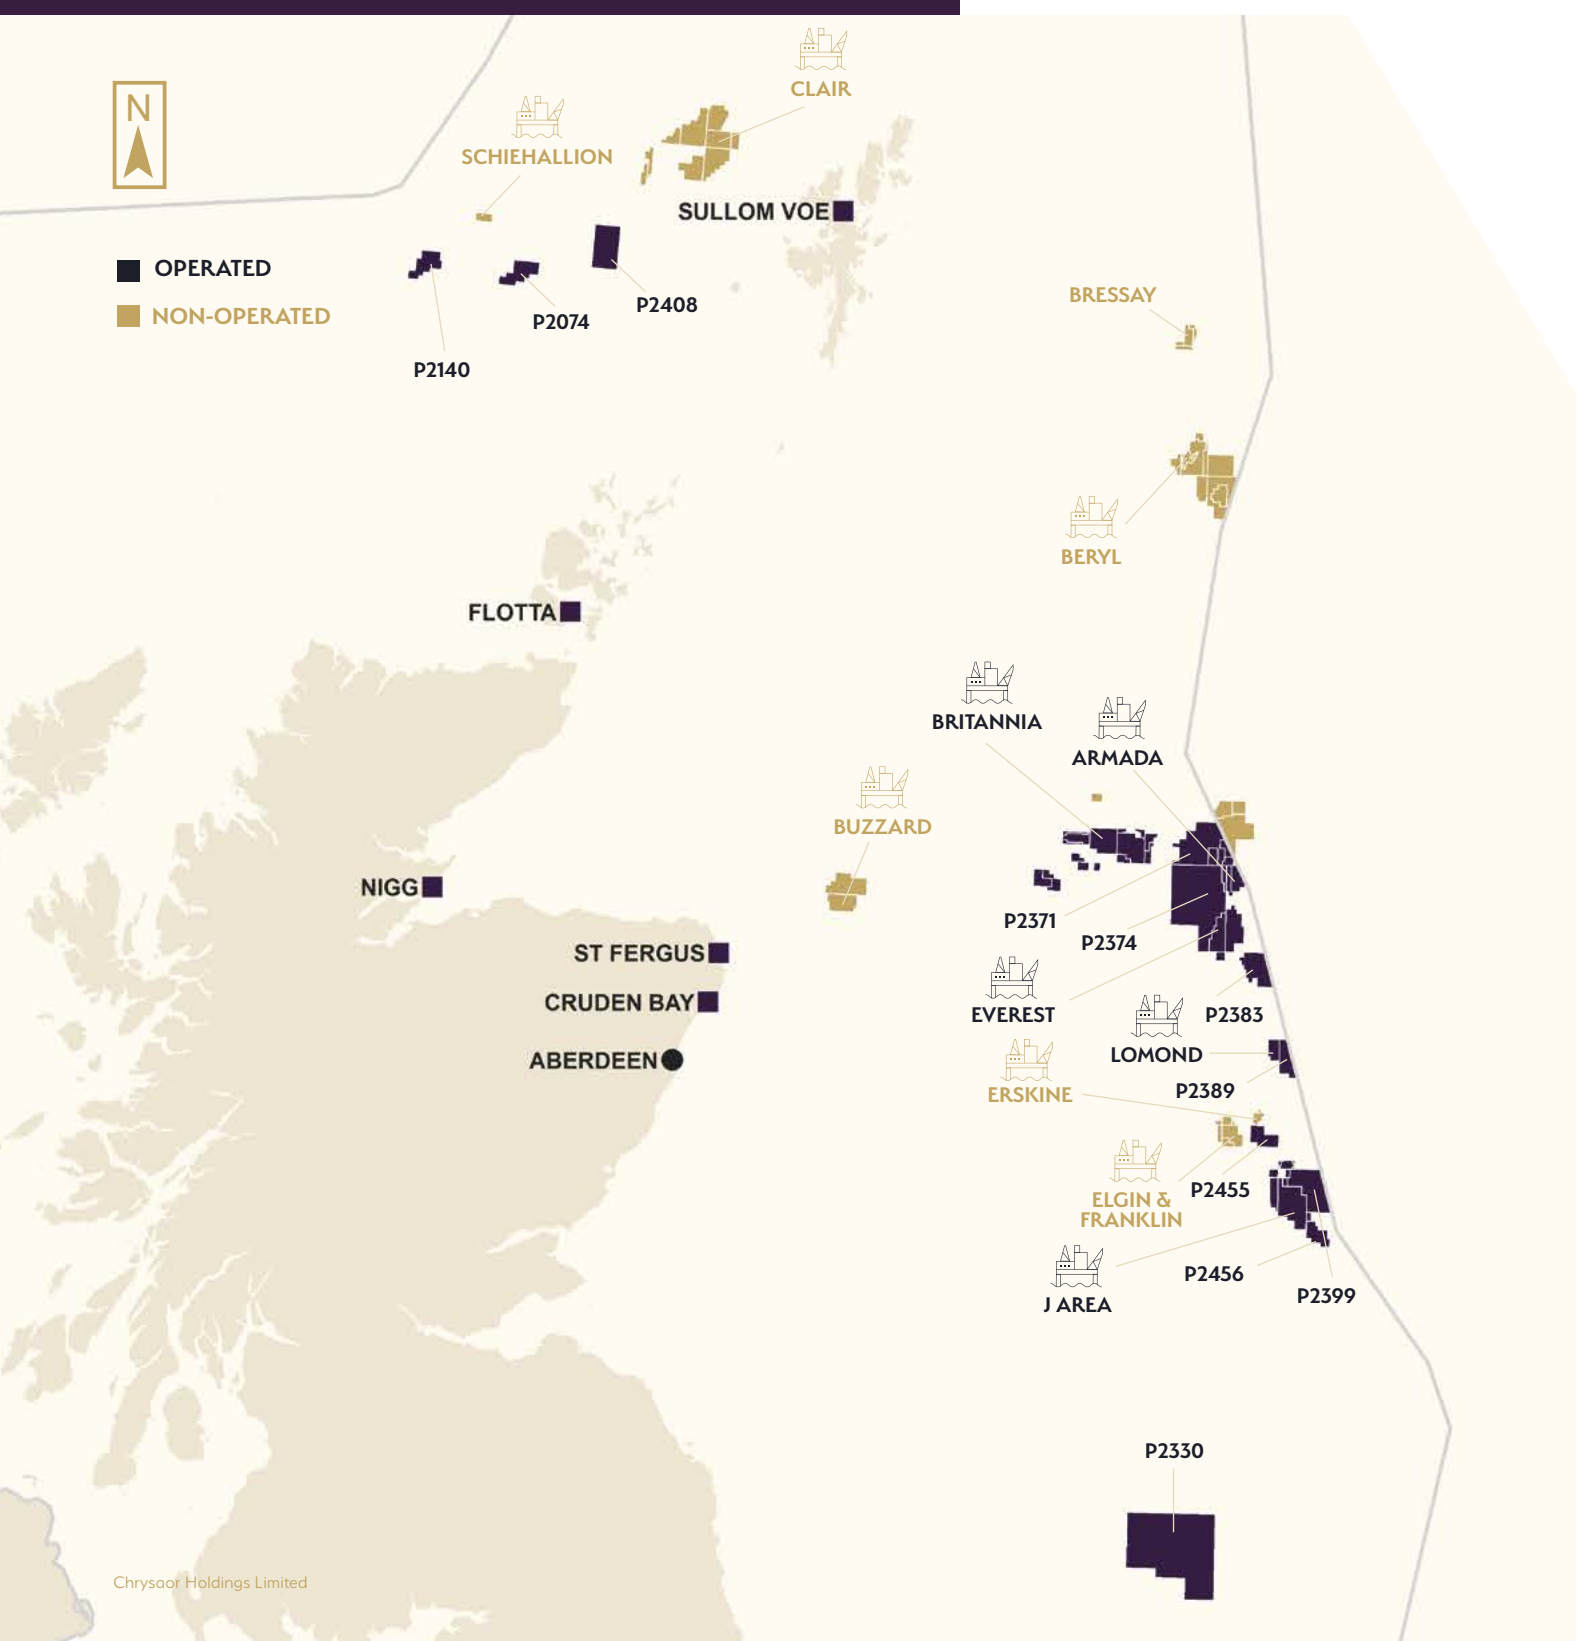 CLAIR
N
SCHIEHALLION
SULLOM VOE
OPERATED
NON-OPERATED
P2408
P2074
P2140
BRESSAY
BERYL
FLOTTA
BRITANNIA
ARMADA
BUZZARD
NIGG
P2371
P2374
ST FERGUS
CRUDEN BAY
ABERDEEN
EVEREST
P2383
LOMOND
P2389
ERSKINE
P2455
ELGIN &
FRANKLIN
P2456
P2399
J AREA
P2330
Chrysaor Holdings Limited